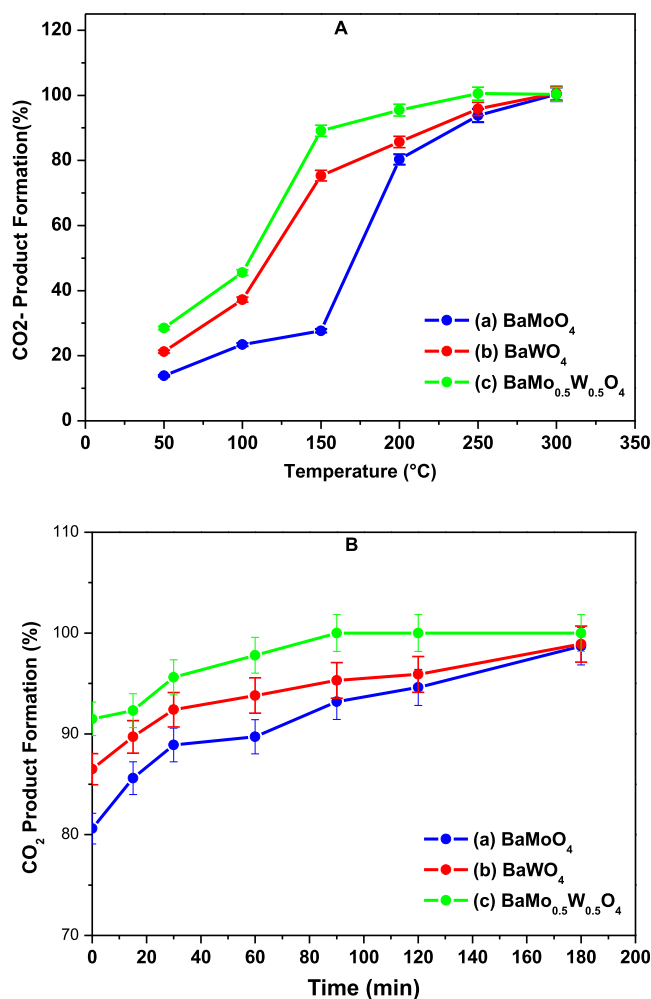 A
CO2- Product Formation(%)
120
100
80
60
40
20
0
(a) BaMoO₄
(b) BaWO₄
(c) BaMo₀.₅W₀.₅O₄
0 50 100 150 200 250 300 350
Temperature (°C)
B
CO₂ Product Formation (%)
110
100
90
80
70
(a) BaMoO₄
(b) BaWO₄
(c) BaMo₀.₅W₀.₅O₄
0 20 40 60 80 100 120 140 160 180 200
Time (min)